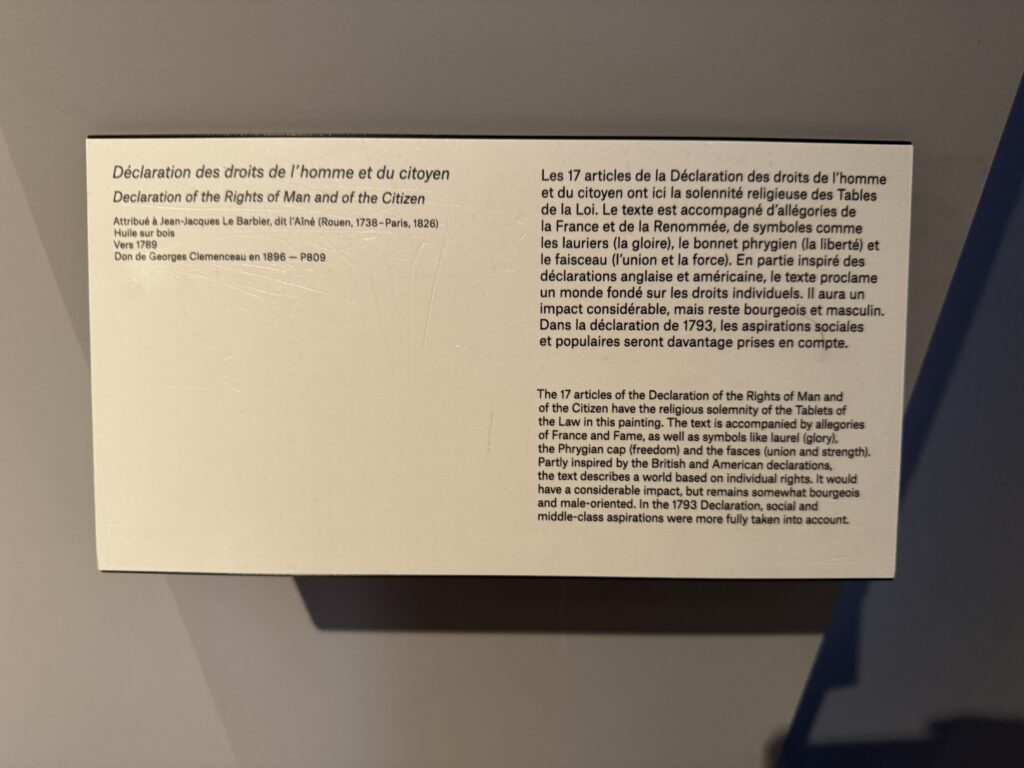 Déclaration des droits de l'homme et du citoyen
Declaration of the Rights of Man and of the Citizen
Attribué à Jean-Jacques Le Barbier, dit l'Aîné (Rouen, 1738–Paris, 1826)
Huile sur bois
Vers 1789
Don de Georges Clemenceau en 1896 — P809
Les 17 articles de la Déclaration des droits de l'homme
et du citoyen ont ici la solennité religieuse des Tables
de la Loi. Le texte est accompagné d'allégories de
la France et de la Renommée, de symboles comme
les lauriers (la gloire), le bonnet phrygien (la liberté) et
le faisceau (l'union et la force). En partie inspiré des
déclarations anglaise et américaine, le texte proclame
un monde fondé sur les droits individuels. Il aura un
impact considérable, mais reste bourgeois et masculin.
Dans la déclaration de 1793, les aspirations sociales
et populaires seront davantage prises en compte.
The 17 articles of the Declaration of the Rights of Man and
of the Citizen have the religious solemnity of the Tablets of
the Law in this painting. The text is accompanied by allegories
of France and Fame, as well as symbols like laurel (glory),
the Phrygian cap (freedom) and the fasces (union and strength).
Partly inspired by the British and American declarations,
the text describes a world based on individual rights. It would
have a considerable impact, but remains somewhat bourgeois
and male-oriented. In the 1793 Declaration, social and
middle-class aspirations were more fully taken into account.